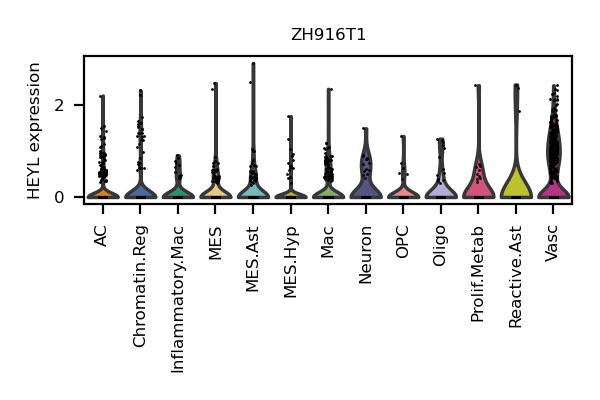 ZH916T1
HEYL expression
2
0
AC
Chromatin.Reg
Inflammatory.Mac
MES
MES.Ast
MES.Hyp
Mac
Neuron
OPC
Oligo
Prolif.Metab
Reactive.Ast
Vasc